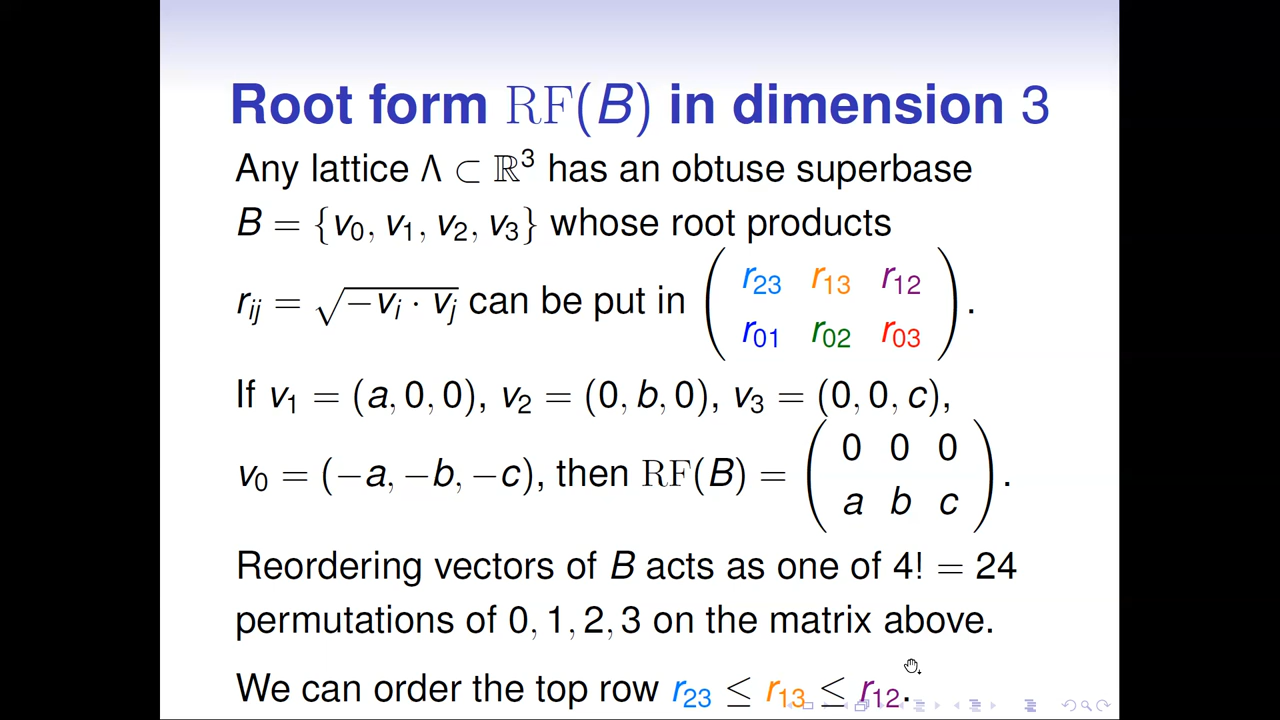 Root form RF(B) in dimension 3
Any lattice Λ ⊂ ℝ³ has an obtuse superbase
B = {v₀, v₁, v₂, v₃} whose root products
r_ij = √(−v_i · v_j) can be put in ( r₂₃ r₁₃ r₁₂ ; r₀₁ r₀₂ r₀₃ ).
If v₁ = (a, 0, 0), v₂ = (0, b, 0), v₃ = (0, 0, c),
v₀ = (−a, −b, −c), then RF(B) = ( 0 0 0 ; a b c ).
Reordering vectors of B acts as one of 4! = 24
permutations of 0, 1, 2, 3 on the matrix above.
We can order the top row r₂₃ ≤ r₁₃ ≤ r₁₂.